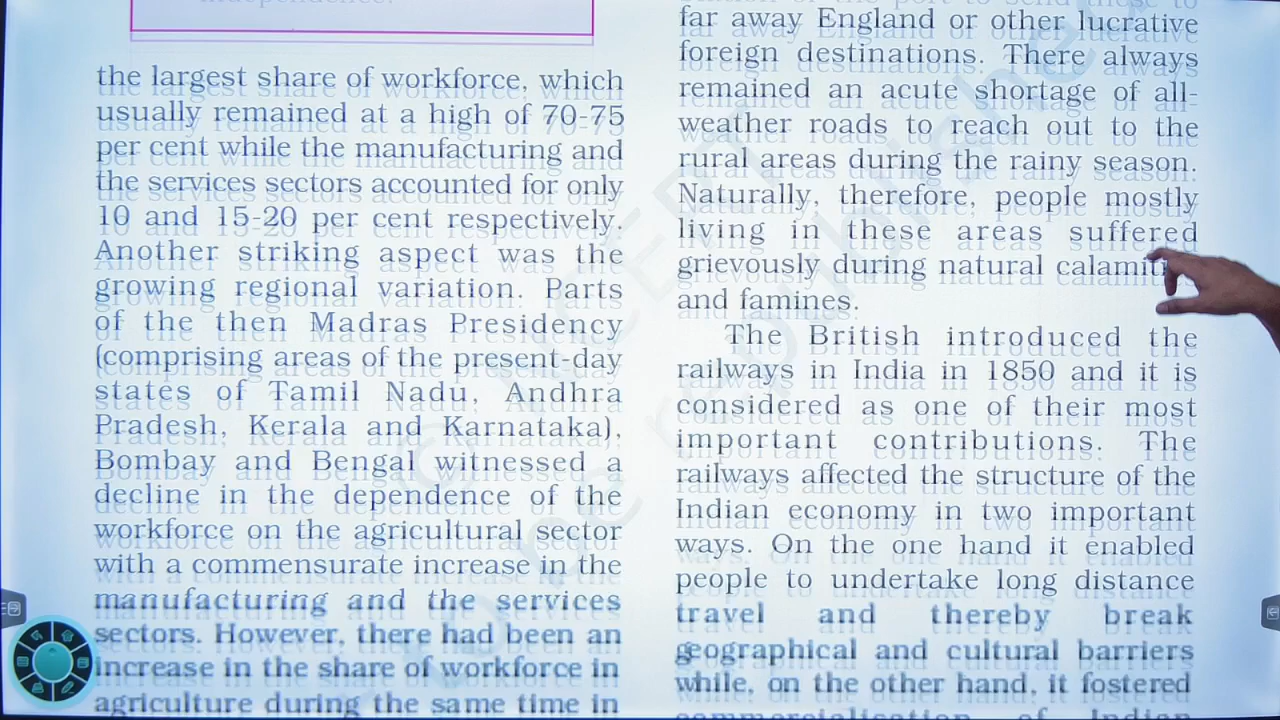 independence.
the largest share of workforce, which
usually remained at a high of 70-75
per cent while the manufacturing and
the services sectors accounted for only
10 and 15-20 per cent respectively.
Another striking aspect was the
growing regional variation. Parts
of the then Madras Presidency
(comprising areas of the present-day
states of Tamil Nadu, Andhra
Pradesh, Kerala and Karnataka),
Bombay and Bengal witnessed a
decline in the dependence of the
workforce on the agricultural sector
with a commensurate increase in the
manufacturing and the services
sectors. However, there had been an
increase in the share of workforce in
agriculture during the same time in
far away England or other lucrative
foreign destinations. There always
remained an acute shortage of all-
weather roads to reach out to the
rural areas during the rainy season.
Naturally, therefore, people mostly
living in these areas suffered
grievously during natural
and famines.
The British introduced the
railways in India in 1850 and it is
considered as one of their most
important contributions. The
railways affected the structure of the
Indian economy in two important
ways. On the one hand it enabled
people to undertake long distance
travel and thereby break
geographical and cultural barriers
while, on the other hand, it fostered
commercialisation of Indian